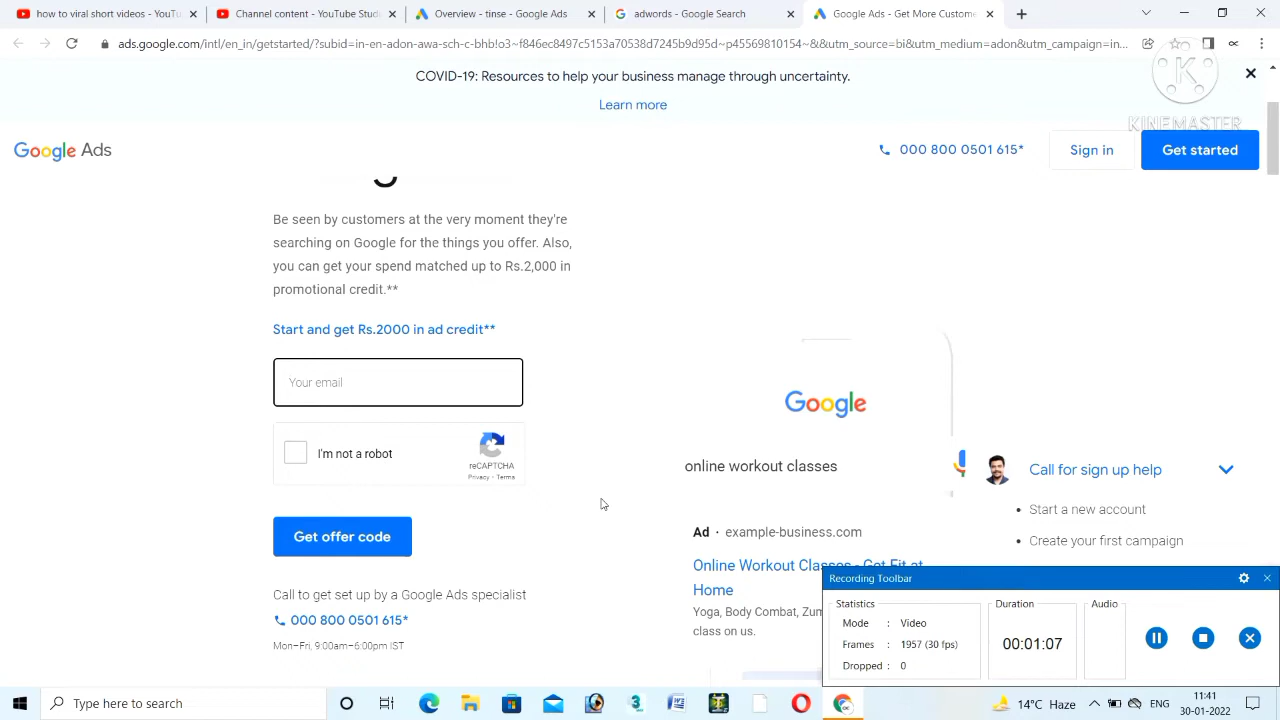 how to viral short videos - YouTu
Channel content - YouTube Studi
Overview - tinse - Google Ads
adwords - Google Search
Google Ads - Get More Custome
ads.google.com/intl/en_in/getstarted/?subid=in-en-adon-awa-sch-c-bhb!o3~f846ec8497c5153a70538d7245b9d95d~p45569810154~&&utm_source=bi&utm_medium=adon&utm_campaign=in...
COVID-19: Resources to help your business manage through uncertainty.
Learn more
K
KINEMASTER
Google Ads
000 800 0501 615*
Sign in
Get started
Be seen by customers at the very moment they're
searching on Google for the things you offer. Also,
you can get your spend matched up to Rs.2,000 in
promotional credit.**
Start and get Rs.2000 in ad credit**
Your email
I'm not a robot
reCAPTCHA
Privacy - Terms
Get offer code
Call to get set up by a Google Ads specialist
000 800 0501 615*
Mon–Fri, 9:00am–6:00pm IST
Google
online workout classes
Ad · example-business.com
Online Workout Classes - Get Fit at
Home
Yoga, Body Combat, Zum
class on us.
Call for sign up help
• Start a new account
• Create your first campaign
Recording Toolbar
Statistics
Mode : Video
Frames : 1957 (30 fps)
Dropped : 0
Duration
00:01:07
Audio
Type here to search
14°C Haze
ENG
11:41
30-01-2022